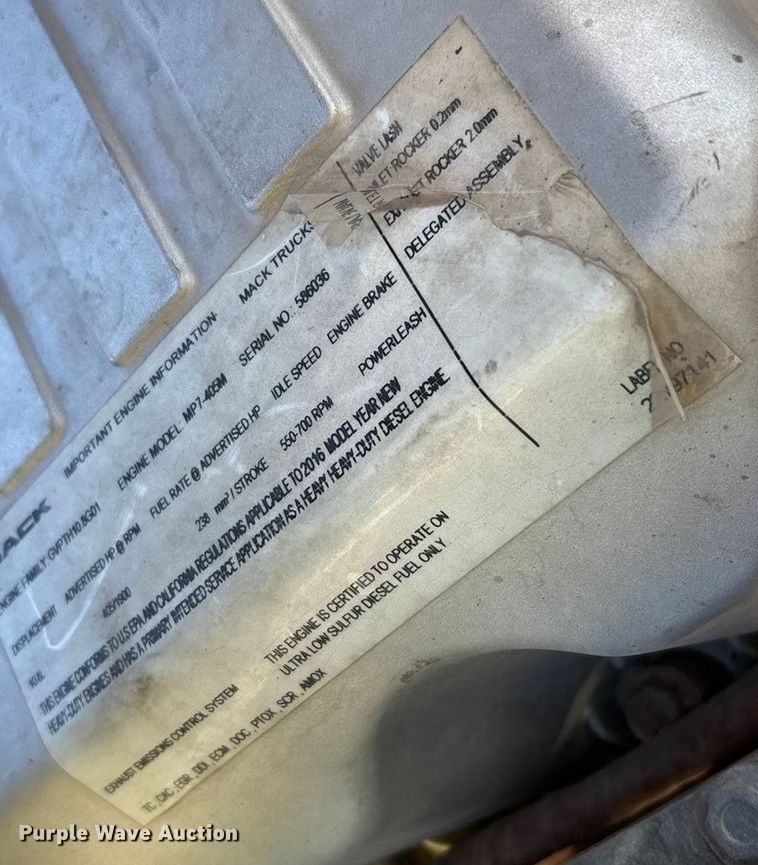 MACK IMPORTANT ENGINE INFORMATION MACK TRUCKS
ENGINE FAMILY: GVPTH10.8G01 ENGINE MODEL: MP7-405M SERIAL NO.: 586036
DISPLACEMENT ADVERTISED HP @ RPM FUEL RATE @ ADVERTISED HP IDLE SPEED ENGINE BRAKE
10.8L 405/1900 238 mm³ / STROKE 550-700 RPM POWERLEASH
THIS ENGINE CONFORMS TO U.S EPA AND CALIFORNIA REGULATIONS APPLICABLE TO 2016 MODEL YEAR NEW
HEAVY-DUTY ENGINES AND HAS A PRIMARY INTENDED SERVICE APPLICATION AS A HEAVY HEAVY-DUTY DIESEL ENGINE
EXHAUST EMISSIONS CONTROL SYSTEM
TC , CAC , EGR , DDI , ECM , DOC , PTOX , SCR , AMOX
THIS ENGINE IS CERTIFIED TO OPERATE ON
ULTRA LOW SULFUR DIESEL FUEL ONLY
VALVE LASH
LET ROCKER 0.2mm
ROCKER 2.0mm
DELEGATED ASSEMBLY
LABEL NO
97141
Purple Wave Auction